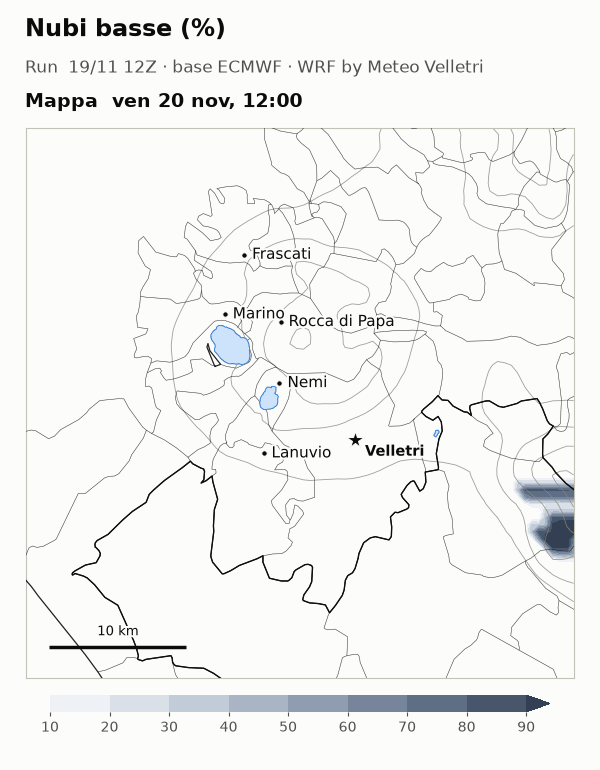 Nubi basse (%)
Run  19/11 12Z · base ECMWF · WRF by Meteo Velletri
Mappa  ven 20 nov, 12:00
Frascati
Marino
Rocca di Papa
Nemi
Velletri
Lanuvio
10 km
10 20 30 40 50 60 70 80 90